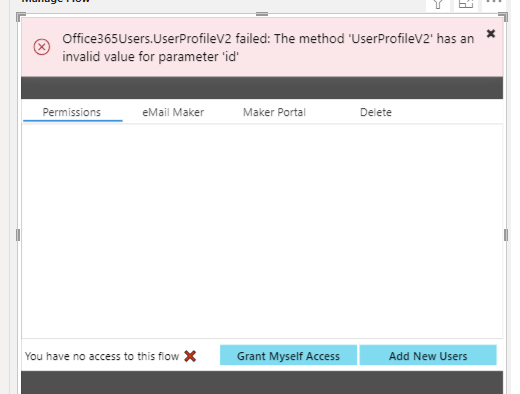 Manage Flow
Office365Users.UserProfileV2 failed: The method 'UserProfileV2' has an
invalid value for parameter 'id'
Permissions eMail Maker Maker Portal Delete
You have no access to this flow Grant Myself Access Add New Users